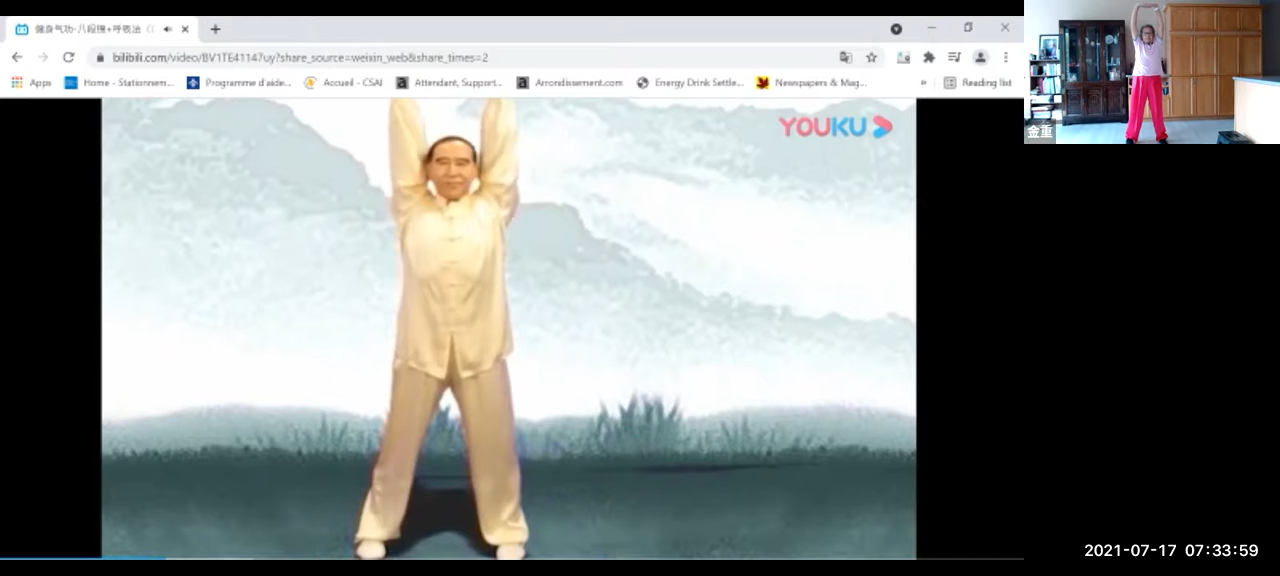 健身气功-八段锦+呼吸法
bilibili.com/video/BV1TE41147uy?share_source=weixin_web&share_times=2
Apps
Home - Stationnem...
Programme d'aide...
Accueil - CSAI
Attendant, Support...
Arrondissement.com
Energy Drink Settle...
Newspapers & Mag...
Reading list
YOUKU
金重
2021-07-17 07:33:59